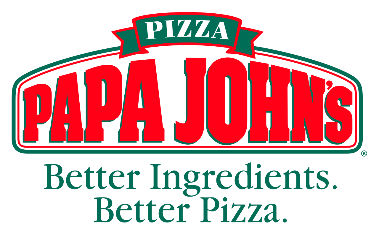 PIZZA
PAPA JOHN'S
®
Better Ingredients.
Better Pizza.